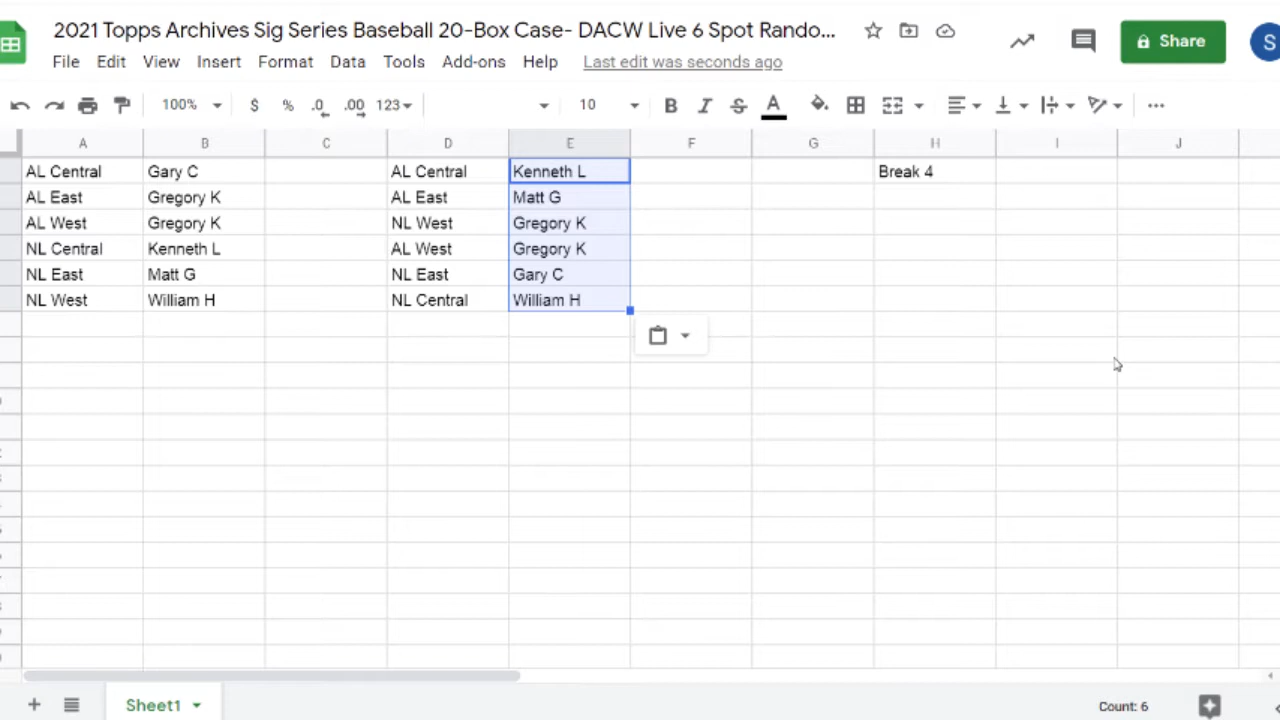 2021 Topps Archives Sig Series Baseball 20-Box Case- DACW Live 6 Spot Rando...
File Edit View Insert Format Data Tools Add-ons Help Last edit was seconds ago
Share
S
100% $ % .0 .00 123 10 B I S A
A B C D E F G H I J
AL Central Gary C AL Central Kenneth L Break 4
AL East Gregory K AL East Matt G
AL West Gregory K NL West Gregory K
NL Central Kenneth L AL West Gregory K
NL East Matt G NL East Gary C
NL West William H NL Central William H
Sheet1 Count: 6